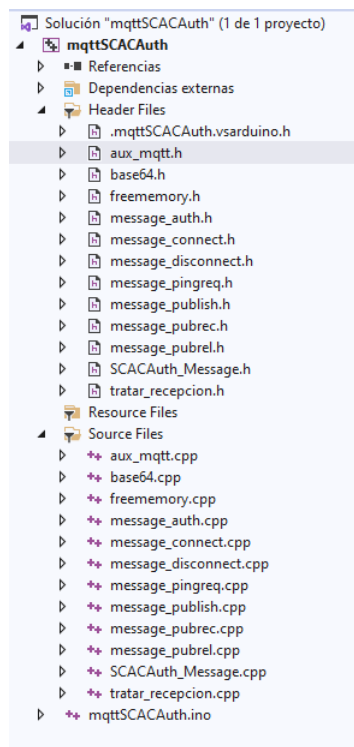 Solución "mqttSCACAuth" (1 de 1 proyecto)
mqttSCACAuth
Referencias
Dependencias externas
Header Files
.mqttSCACAuth.vsarduino.h
aux_mqtt.h
base64.h
freememory.h
message_auth.h
message_connect.h
message_disconnect.h
message_pingreq.h
message_publish.h
message_pubrec.h
message_pubrel.h
SCACAuth_Message.h
tratar_recepcion.h
Resource Files
Source Files
aux_mqtt.cpp
base64.cpp
freememory.cpp
message_auth.cpp
message_connect.cpp
message_disconnect.cpp
message_pingreq.cpp
message_publish.cpp
message_pubrec.cpp
message_pubrel.cpp
SCACAuth_Message.cpp
tratar_recepcion.cpp
mqttSCACAuth.ino